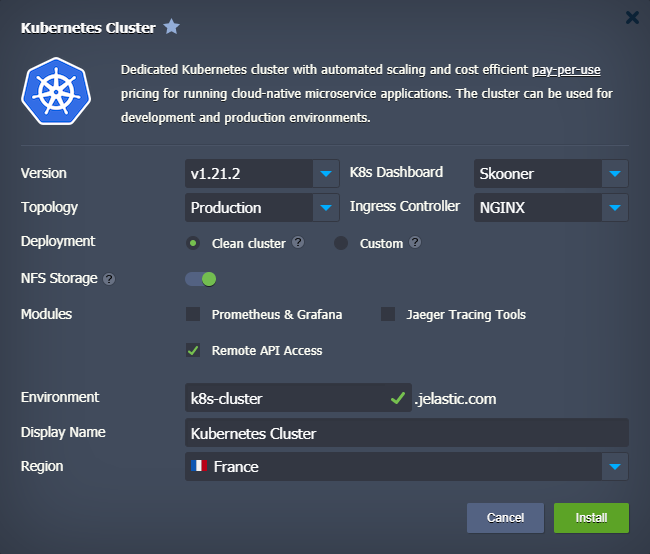 Kubernetes Cluster
Dedicated Kubernetes cluster with automated scaling and cost efficient pay-per-use
pricing for running cloud-native microservice applications. The cluster can be used for
development and production environments.
Version v1.21.2 K8s Dashboard Skooner
Topology Production Ingress Controller NGINX
Deployment Clean cluster ? Custom ?
NFS Storage ?
Modules Prometheus & Grafana Jaeger Tracing Tools
Remote API Access
Environment k8s-cluster .jelastic.com
Display Name Kubernetes Cluster
Region France
Cancel Install